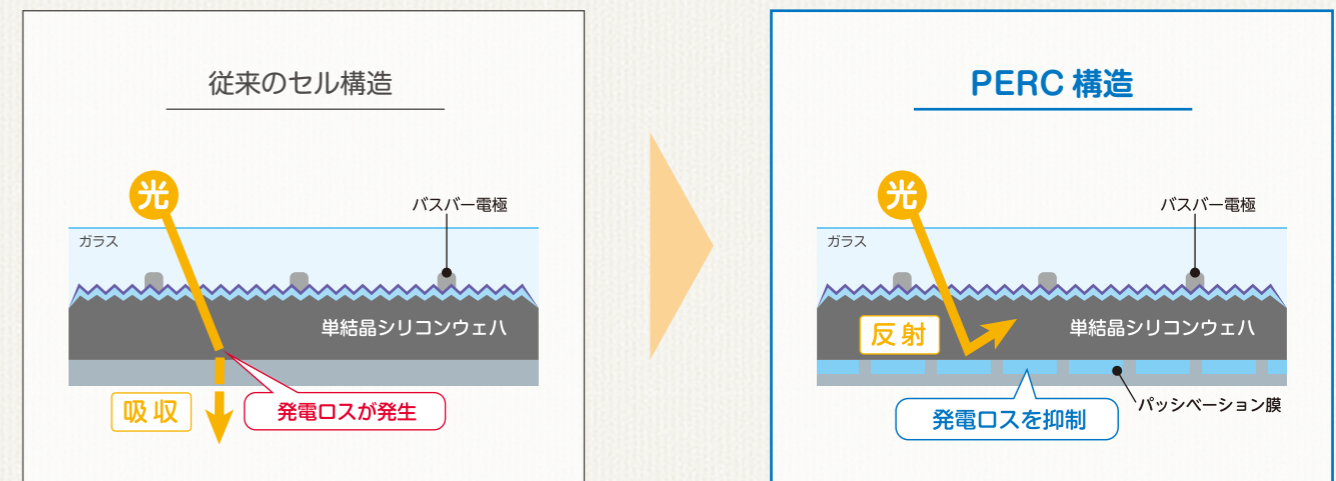 従来のセル構造
光
バスバー電極
ガラス
単結晶シリコンウェハ
吸収
発電ロスが発生
PERC 構造
光
バスバー電極
ガラス
反射
単結晶シリコンウェハ
発電ロスを抑制
パッシベーション膜